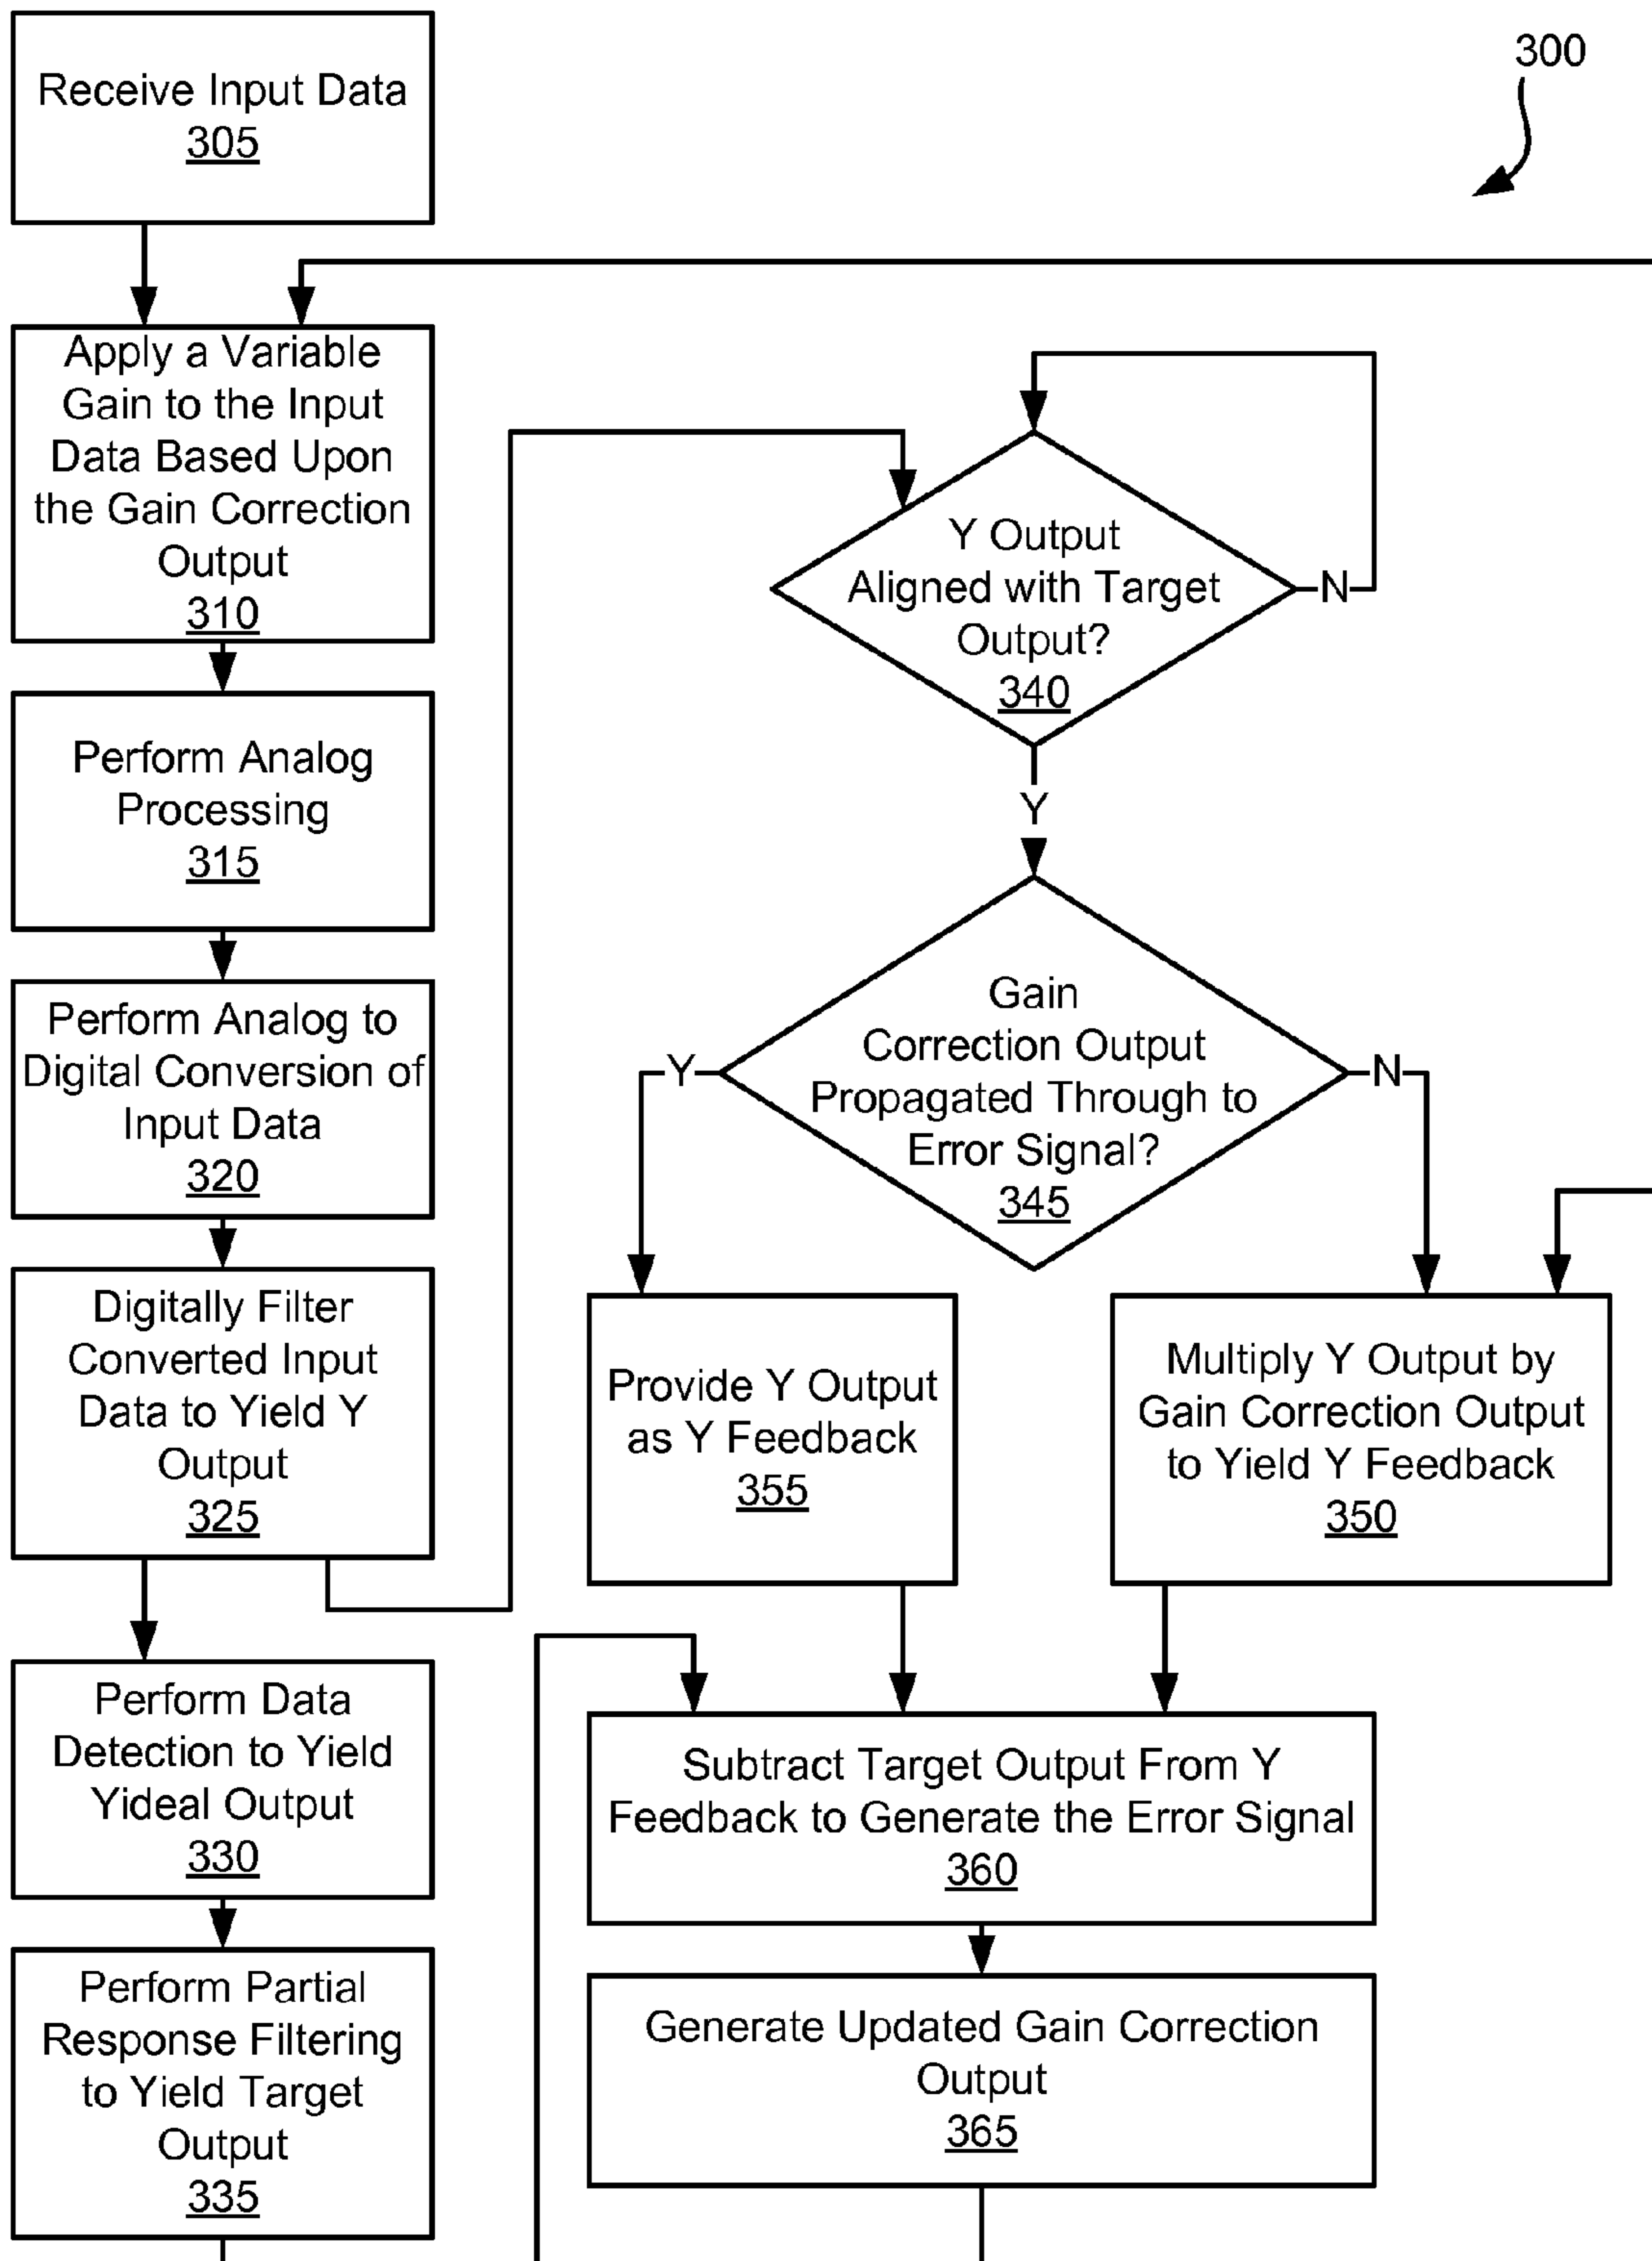 300
Receive Input Data
305
Apply a Variable
Gain to the Input
Data Based Upon
the Gain Correction
Output
310
Perform Analog
Processing
315
Perform Analog to
Digital Conversion of
Input Data
320
Digitally Filter
Converted Input
Data to Yield Y
Output
325
Perform Data
Detection to Yield
Yideal Output
330
Perform Partial
Response Filtering
to Yield Target
Output
335
Y Output
Aligned with Target
Output?
340
N
Y
Gain
Correction Output
Propagated Through to
Error Signal?
345
Y
N
Provide Y Output
as Y Feedback
355
Multiply Y Output by
Gain Correction Output
to Yield Y Feedback
350
Subtract Target Output From Y
Feedback to Generate the Error Signal
360
Generate Updated Gain Correction
Output
365